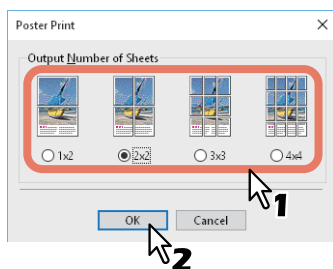 Poster Print
Output Number of Sheets
1x2 2x2 3x3 4x4
1
OK Cancel
2